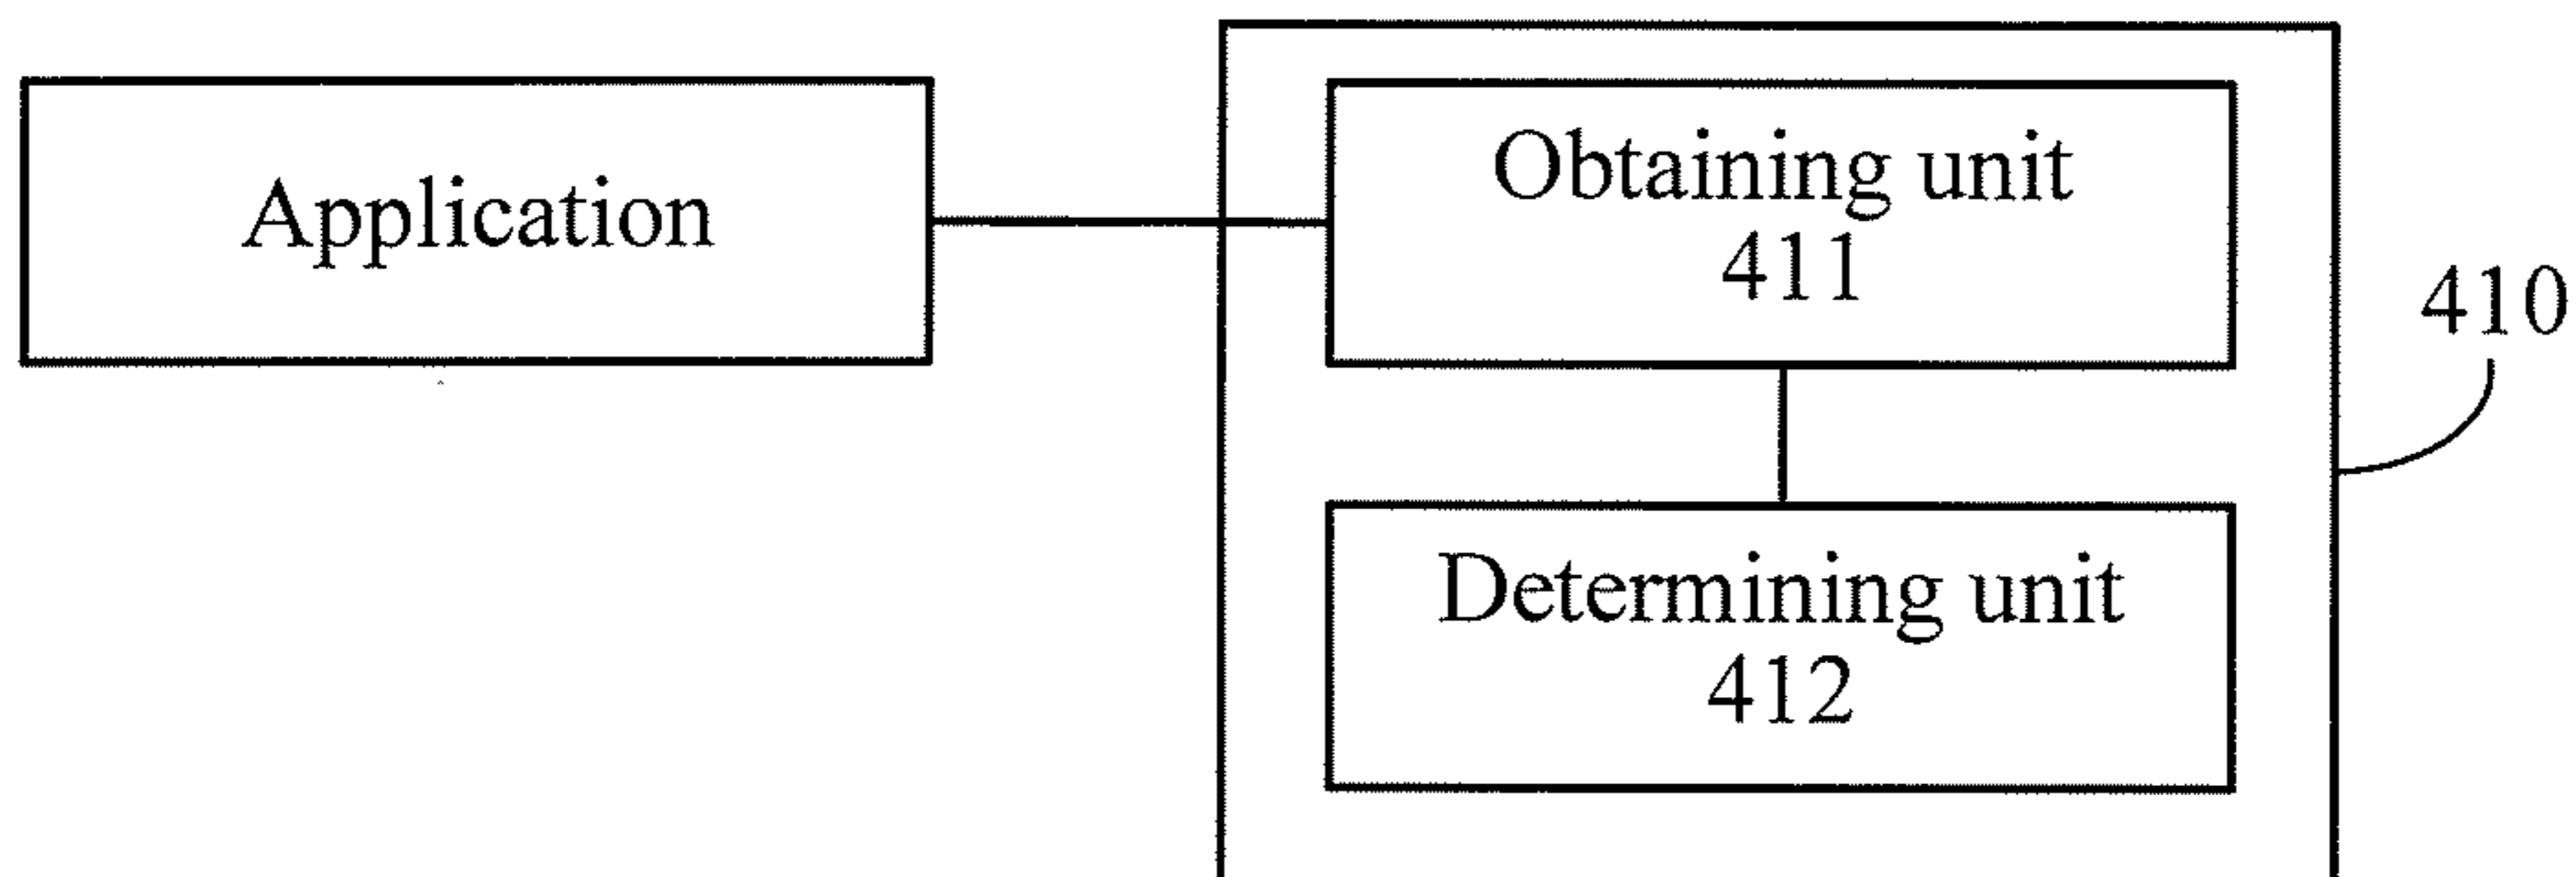 Application
Obtaining unit
411
410
Determining unit
412